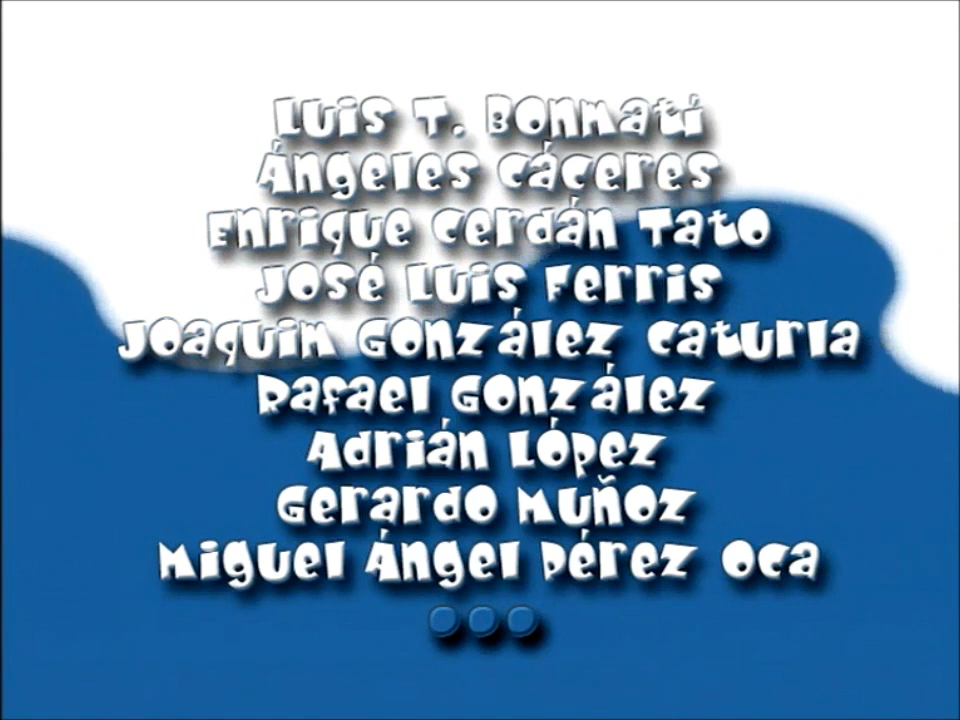 Luis T. Bonmatí
Ángeles Cáceres
Enrique Cerdán Tato
José Luis Ferris
Joaquim González Caturla
Rafael González
Adrián López
Gerardo Muñoz
Miguel Ángel Pérez Oca
...